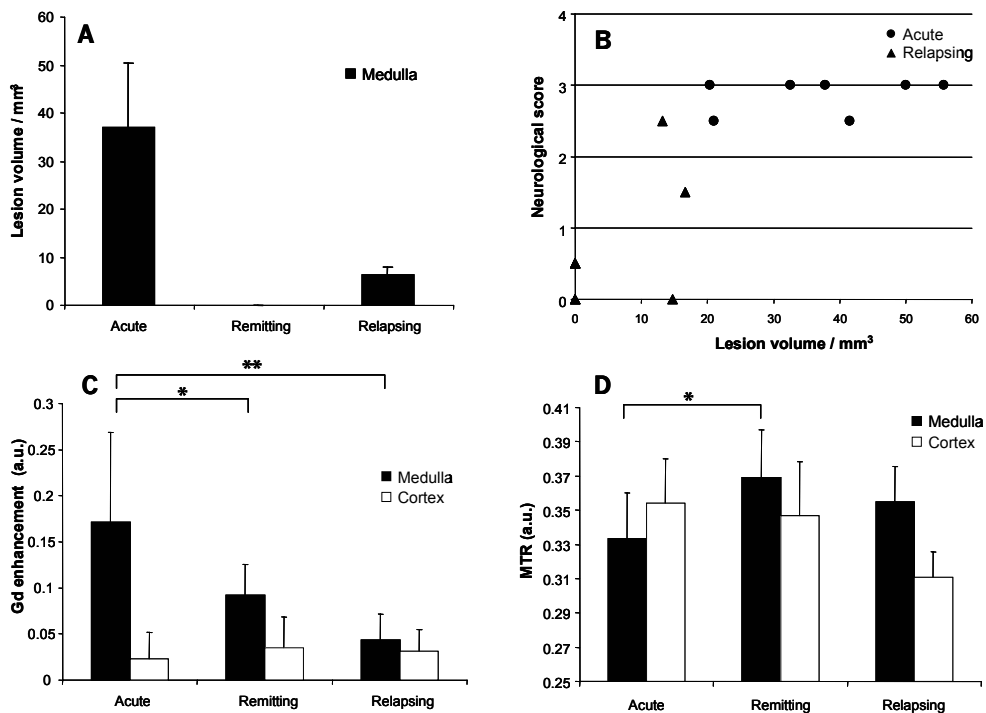 A
Lesion volume / mm³
60
50
40
30
20
10
0
Medulla
Acute
Remitting
Relapsing
B
Neurological score
4
3
2
1
0
Acute
Relapsing
0
10
20
30
40
50
60
Lesion volume / mm³
C
**
*
Gd enhancement (a.u.)
0.3
0.25
0.2
0.15
0.1
0.05
0
Medulla
Cortex
Acute
Remitting
Relapsing
D
*
MTR (a.u.)
0.41
0.39
0.37
0.35
0.33
0.31
0.29
0.27
0.25
Medulla
Cortex
Acute
Remitting
Relapsing